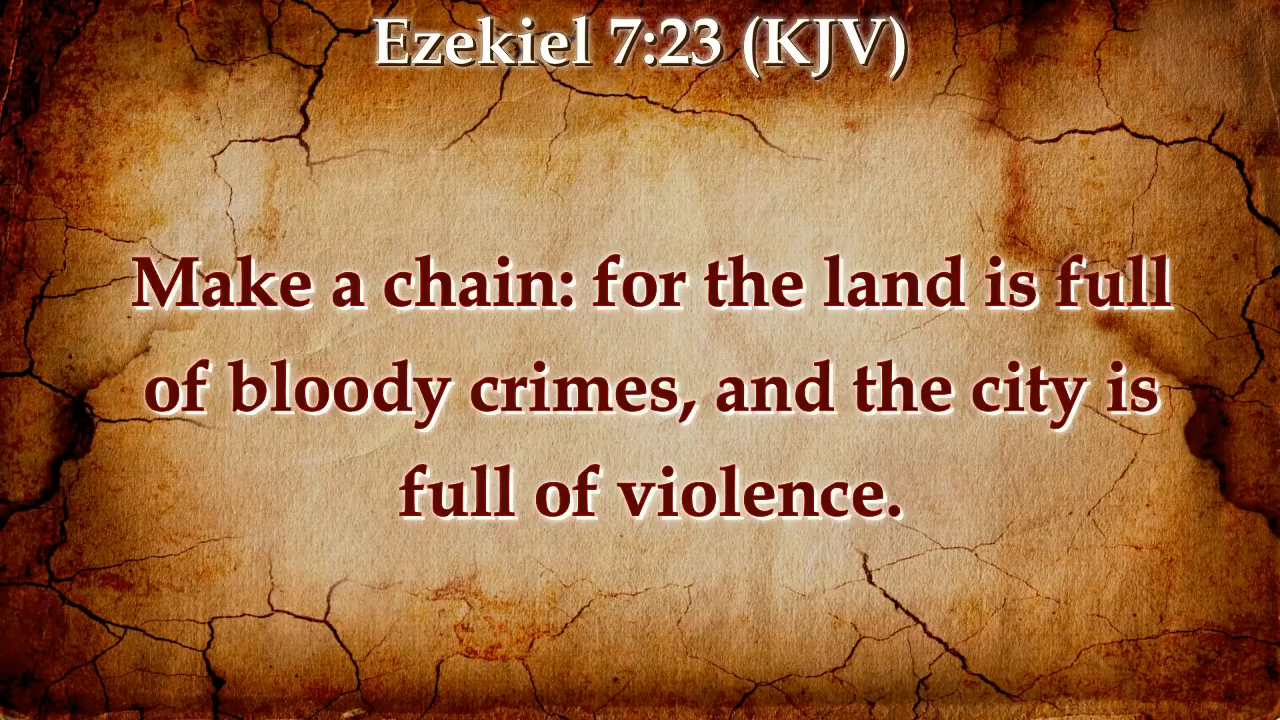 Ezekiel 7:23 (KJV)
Make a chain: for the land is full
of bloody crimes, and the city is
full of violence.